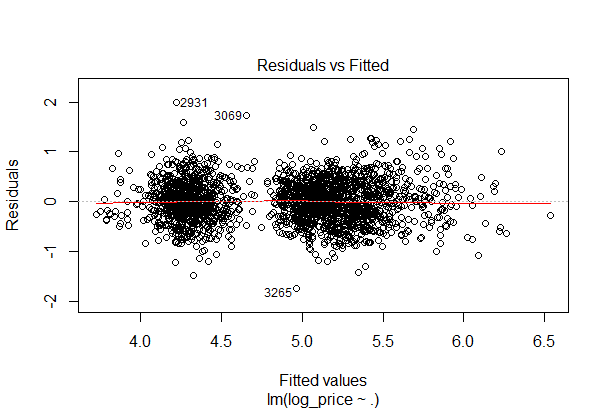 Residuals vs Fitted
2931
3069
3265
Residuals
2
1
0
-1
-2
4.0 4.5 5.0 5.5 6.0 6.5
Fitted values
lm(log_price ~ .)